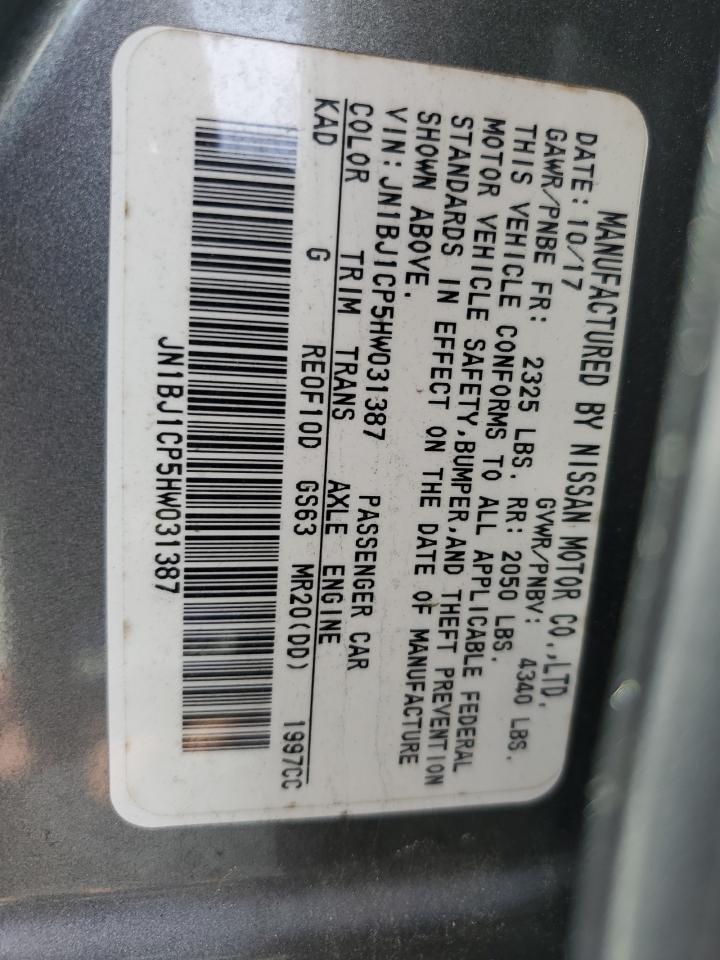 MANUFACTURED BY NISSAN MOTOR CO.,LTD.
DATE: 10/17 GVWR/PNBV: 4340 LBS.
GAWR/PNBE FR: 2325 LBS. RR: 2050 LBS.
THIS VEHICLE CONFORMS TO ALL APPLICABLE FEDERAL
MOTOR VEHICLE SAFETY,BUMPER,AND THEFT PREVENTION
STANDARDS IN EFFECT ON THE DATE OF MANUFACTURE
SHOWN ABOVE.
VIN: JN1BJ1CP5HW031387 PASSENGER CAR
COLOR TRIM TRANS AXLE ENGINE
KAD G RE0F10D GS63 MR20(DD) 1997CC
JN1BJ1CP5HW031387